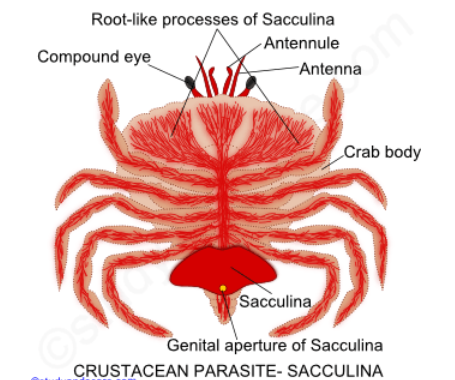 Root-like processes of Sacculina
Antennule
Compound eye
Antenna
Crab body
Sacculina
Genital aperture of Sacculina
CRUSTACEAN PARASITE- SACCULINA